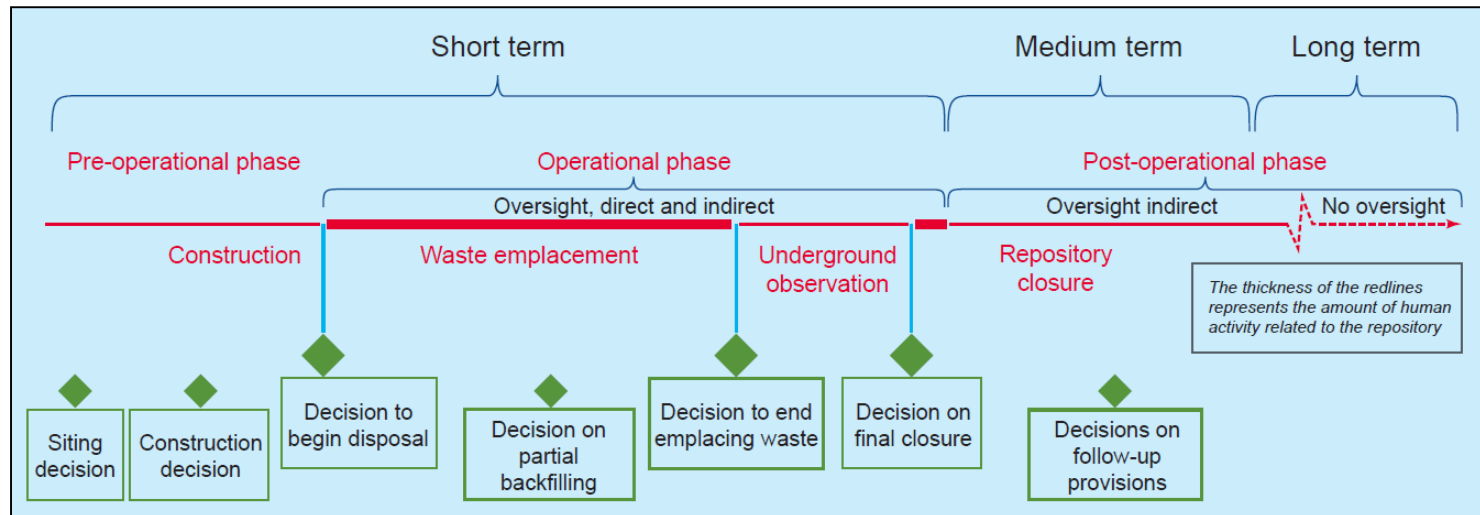 Short term
Medium term
Long term
Pre-operational phase
Operational phase
Post-operational phase
Oversight, direct and indirect
Oversight indirect
No oversight
Construction
Waste emplacement
Underground
observation
Repository
closure
The thickness of the redlines
represents the amount of human
activity related to the repository
Siting
decision
Construction
decision
Decision to
begin disposal
Decision on
partial
backfilling
Decision to end
emplacing waste
Decision on
final closure
Decisions on
follow-up
provisions